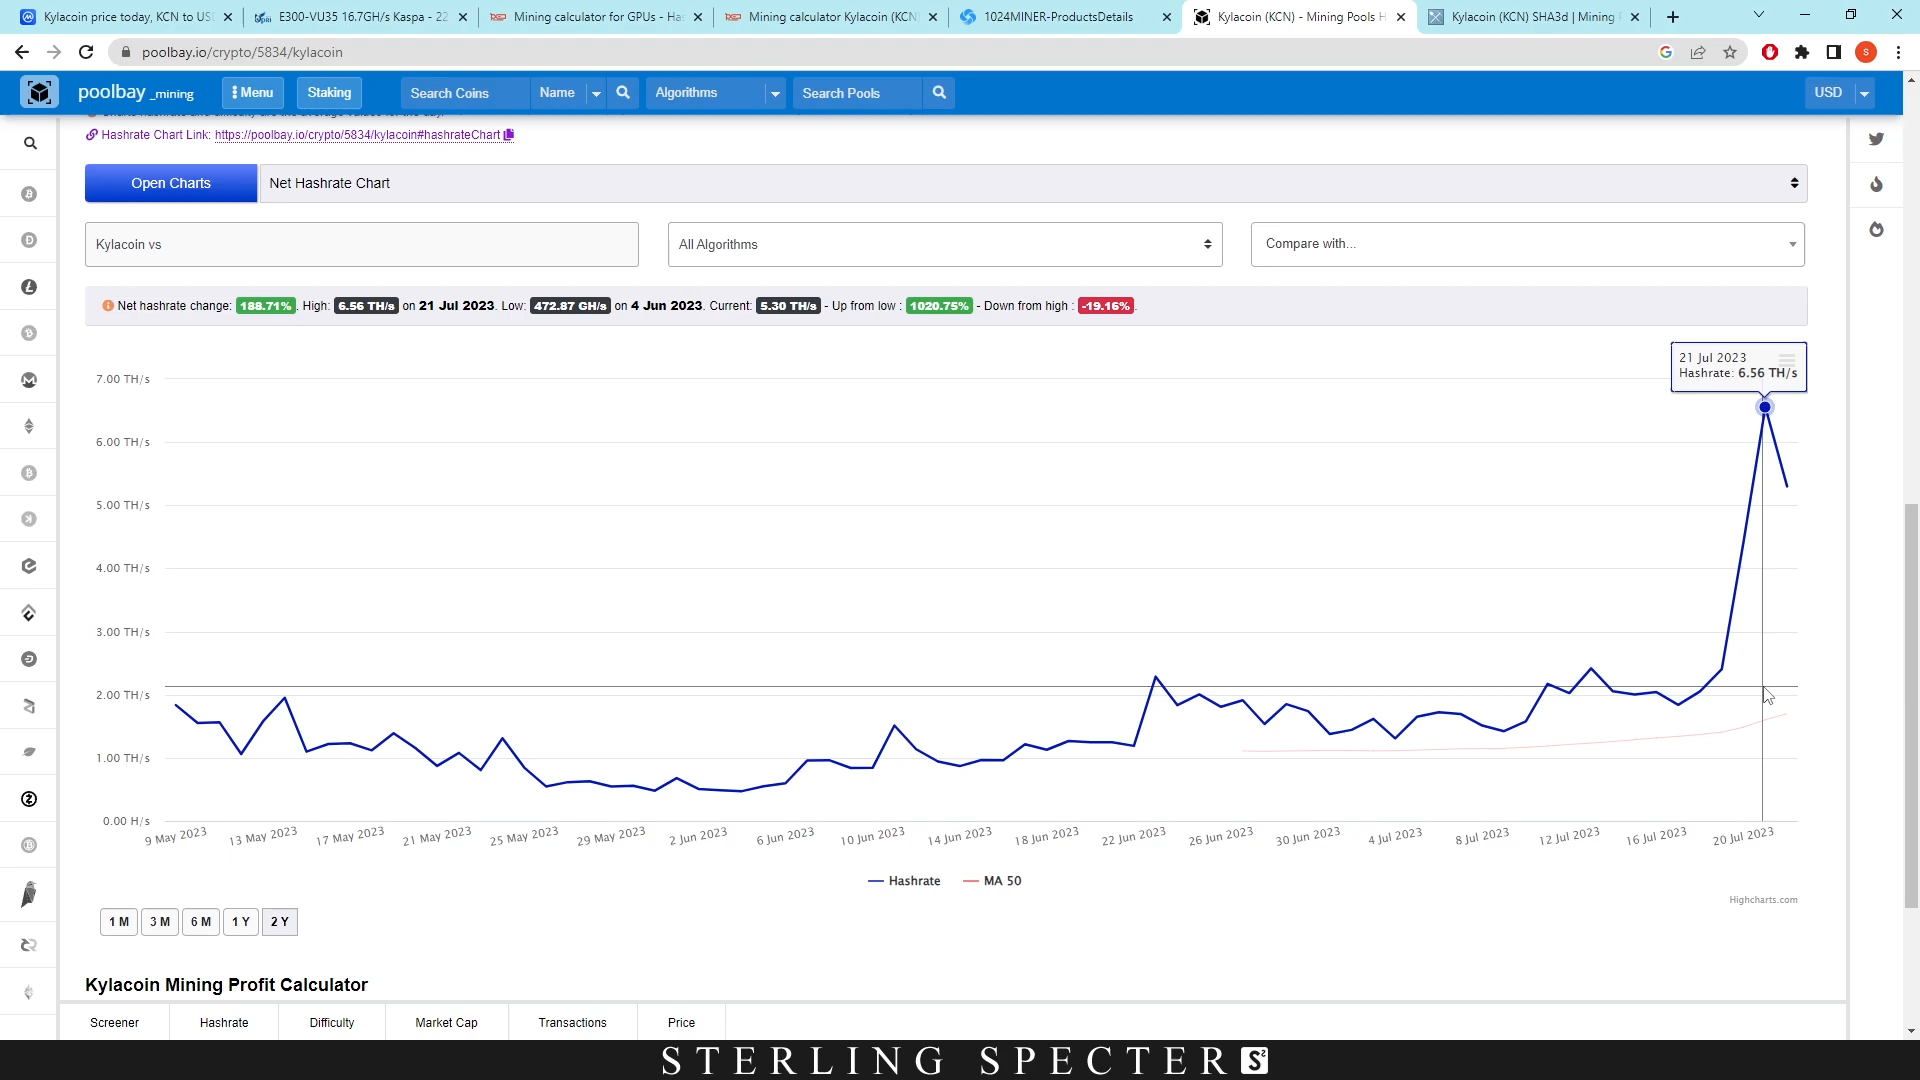 Kylacoin price today, KCN to US
E300-VU35 16.7GH/s Kaspa - 22
Mining calculator for GPUs - Ha
Mining calculator Kylacoin (KCN
1024MINER-ProductsDetails
Kylacoin (KCN) - Mining Pools H
Kylacoin (KCN) SHA3d | Mining
poolbay.io/crypto/5834/kylacoin
poolbay _mining
Menu
Staking
Search Coins
Name
Algorithms
Search Pools
USD
Hashrate Chart Link: https://poolbay.io/crypto/5834/kylacoin#hashrateChart
Open Charts
Net Hashrate Chart
Kylacoin vs
All Algorithms
Compare with...
Net hashrate change: 188.71%. High: 6.56 TH/s on 21 Jul 2023. Low: 472.87 GH/s on 4 Jun 2023. Current: 5.30 TH/s - Up from low : 1020.75% - Down from high : -19.16%.
21 Jul 2023
Hashrate: 6.56 TH/s
7.00 TH/s
6.00 TH/s
5.00 TH/s
4.00 TH/s
3.00 TH/s
2.00 TH/s
1.00 TH/s
0.00 H/s
9 May 2023
13 May 2023
17 May 2023
21 May 2023
25 May 2023
29 May 2023
2 Jun 2023
6 Jun 2023
10 Jun 2023
14 Jun 2023
18 Jun 2023
22 Jun 2023
26 Jun 2023
30 Jun 2023
4 Jul 2023
8 Jul 2023
12 Jul 2023
16 Jul 2023
20 Jul 2023
Hashrate
MA 50
Highcharts.com
1 M
3 M
6 M
1 Y
2 Y
Kylacoin Mining Profit Calculator
Screener
Hashrate
Difficulty
Market Cap
Transactions
Price
STERLING SPECTER